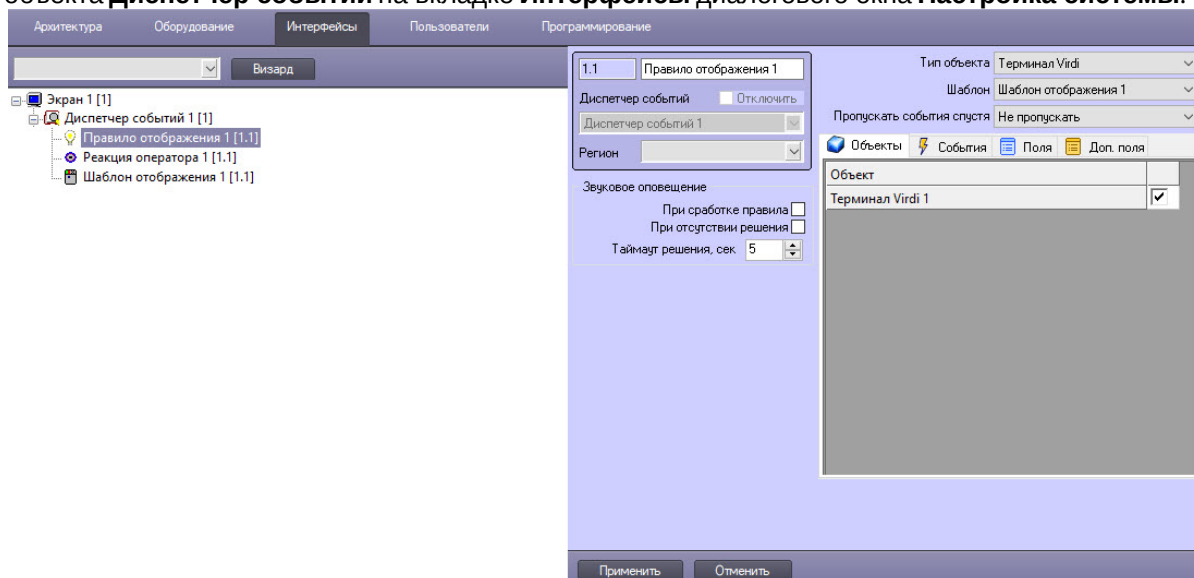 объекта Диспетчер событий на вкладке Интерфейсы диалогового окна Настройка системы.
Архитектура Оборудование Интерфейсы Пользователи Программирование
Визард
Экран 1 [1]
Диспетчер событий 1 [1]
Правило отображения 1 [1.1]
Реакция оператора 1 [1.1]
Шаблон отображения 1 [1.1]
1.1 Правило отображения 1
Диспетчер событий Отключить
Диспетчер событий 1
Регион
Звуковое оповещение
При сработке правила
При отсутствии решения
Таймаут решения, сек 5
Тип объекта Терминал Virdi
Шаблон Шаблон отображения 1
Пропускать события спустя Не пропускать
Объекты События Поля Доп. поля
Объект
Терминал Virdi 1
Применить Отменить